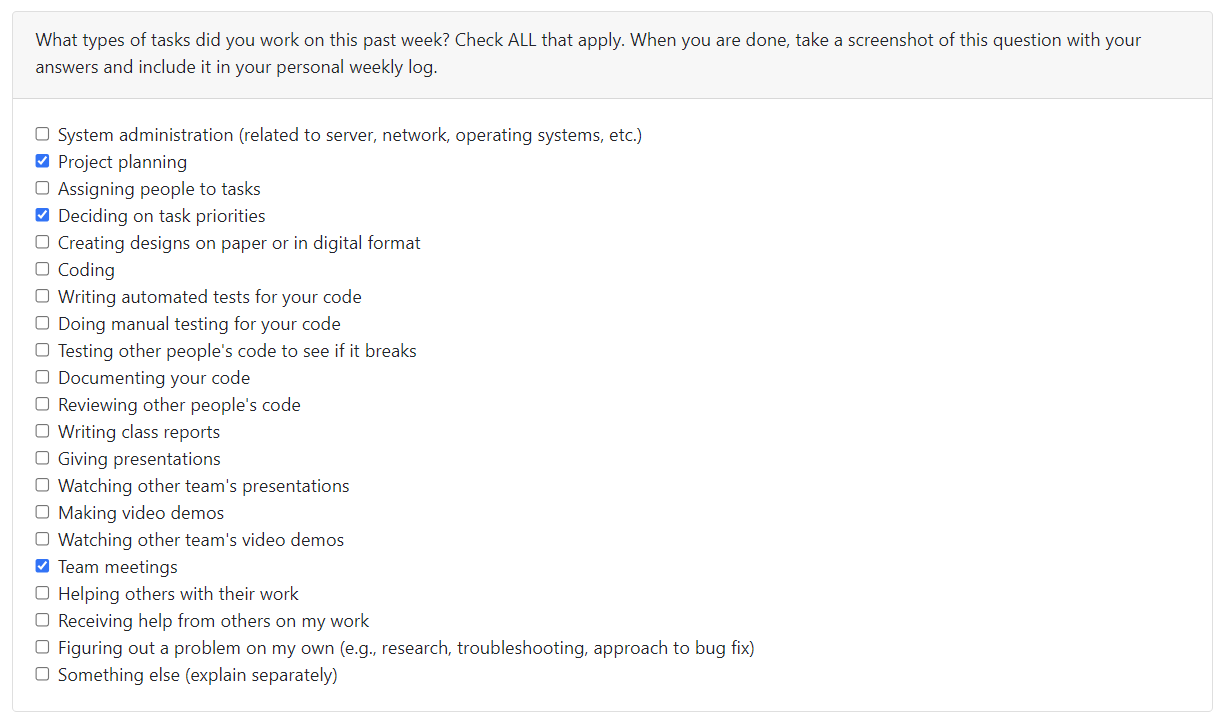 What types of tasks did you work on this past week? Check ALL that apply. When you are done, take a screenshot of this question with your
answers and include it in your personal weekly log.
System administration (related to server, network, operating systems, etc.)
Project planning
Assigning people to tasks
Deciding on task priorities
Creating designs on paper or in digital format
Coding
Writing automated tests for your code
Doing manual testing for your code
Testing other people's code to see if it breaks
Documenting your code
Reviewing other people's code
Writing class reports
Giving presentations
Watching other team's presentations
Making video demos
Watching other team's video demos
Team meetings
Helping others with their work
Receiving help from others on my work
Figuring out a problem on my own (e.g., research, troubleshooting, approach to bug fix)
Something else (explain separately)